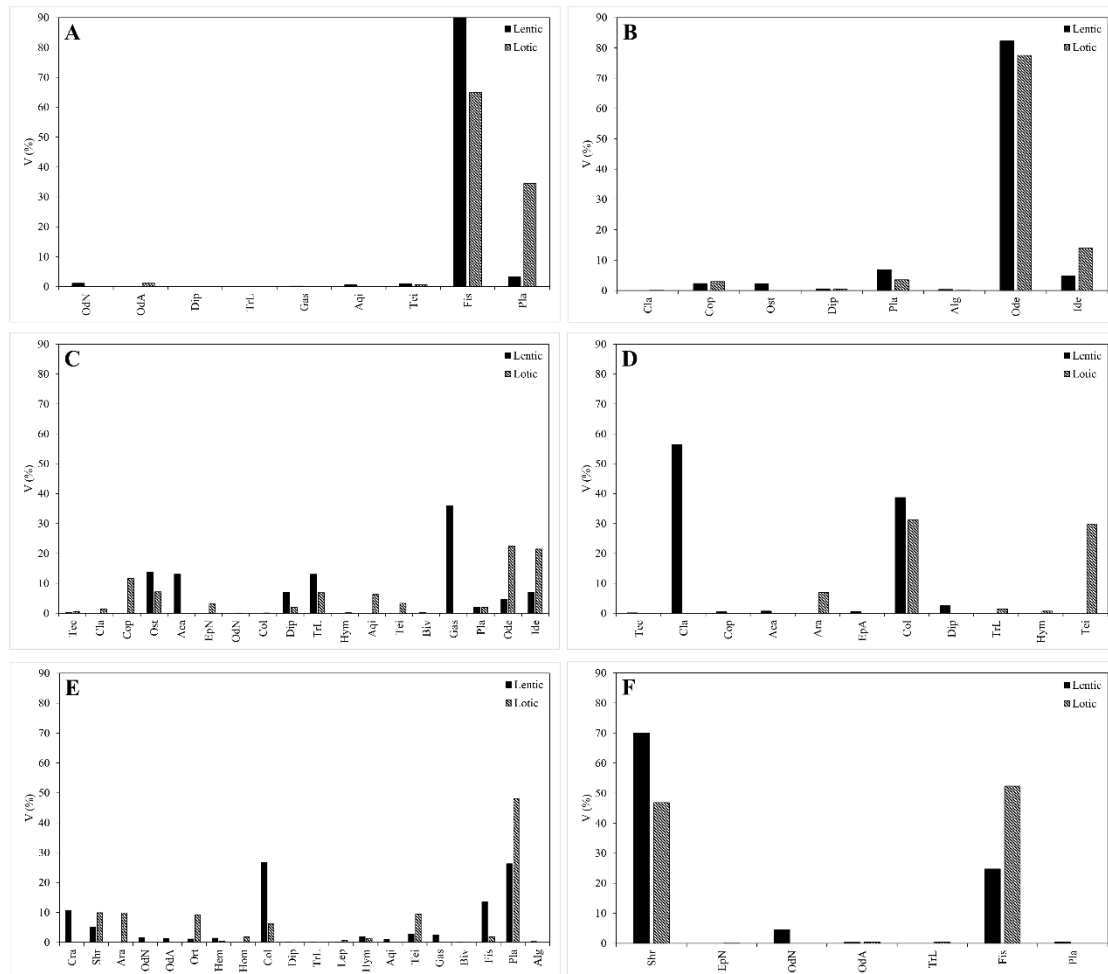 A
Lentic
Lotic
V (%)
90
80
70
60
50
40
30
20
10
0
OdN OdA Dip TrL Gas Aqi Tei Fis Pla
B
Lentic
Lotic
V (%)
90
80
70
60
50
40
30
20
10
0
Cla Cop Ost Dip Pla Alg Ode Ide
C
Lentic
Lotic
V (%)
90
80
70
60
50
40
30
20
10
0
Tec Cla Cop Ost Aca EpN OdN Col Dip TrL Hym Aqi Tei Biv Gas Pla Ode Ide
D
Lentic
Lotic
V (%)
90
80
70
60
50
40
30
20
10
0
Tec Cla Cop Aca Ara EpA Col Dip TrL Hym Tei
E
Lentic
Lotic
V (%)
90
80
70
60
50
40
30
20
10
0
Cra Shr Ara OdN OdA Ort Hem Hom Col Dip TrL Lep Hym Aqi Tei Gas Biv Fis Pla Alg
F
Lentic
Lotic
V (%)
90
80
70
60
50
40
30
20
10
0
Shr EpN OdN OdA TrL Fis Pla